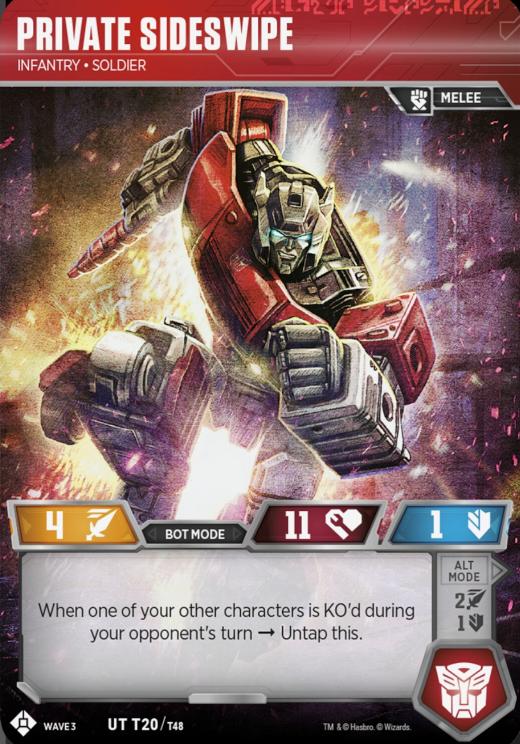 PRIVATE SIDESWIPE
INFANTRY • SOLDIER
MELEE
4
BOT MODE
11
1
ALT
MODE
2
1
When one of your other characters is KO'd during
your opponent's turn → Untap this.
WAVE 3
UT T20/T48
TM & © Hasbro. © Wizards.